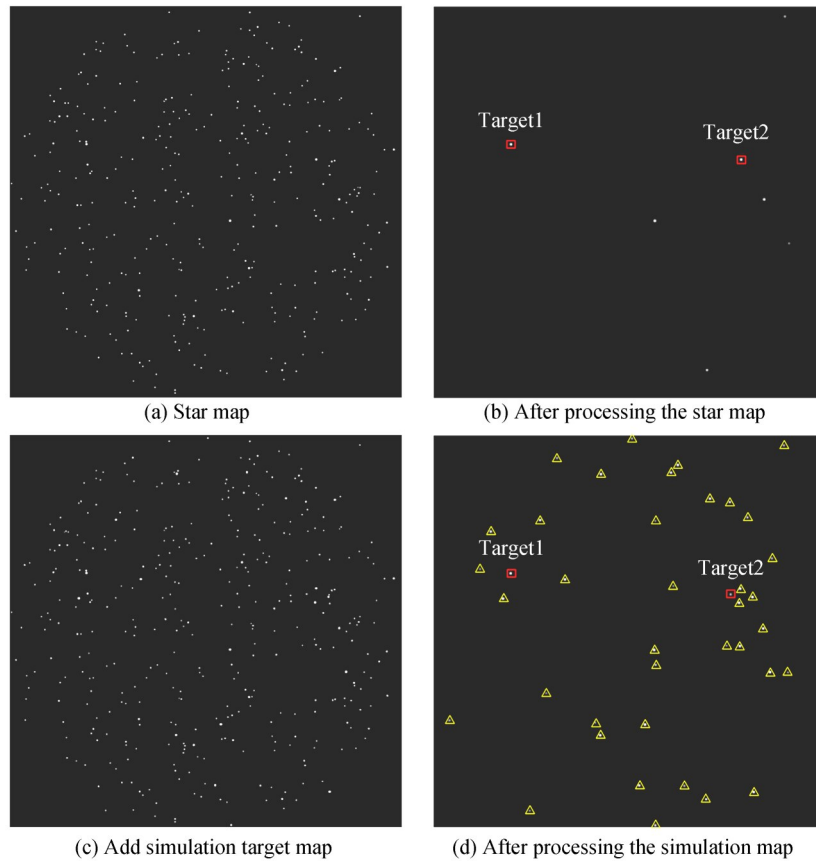 Target1
Target2
(a) Star map
(b) After processing the star map
Target1
Target2
(c) Add simulation target map
(d) After processing the simulation map